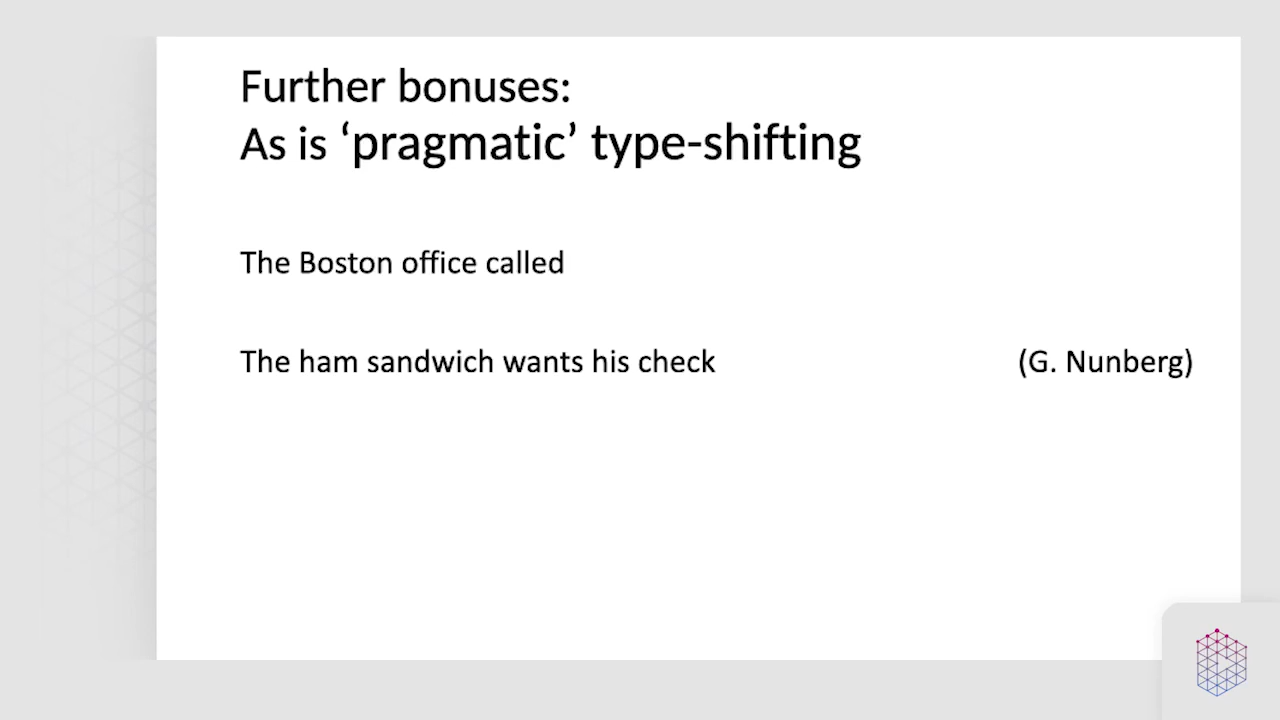 Further bonuses:
As is ‘pragmatic’ type-shifting
The Boston office called
The ham sandwich wants his check (G. Nunberg)